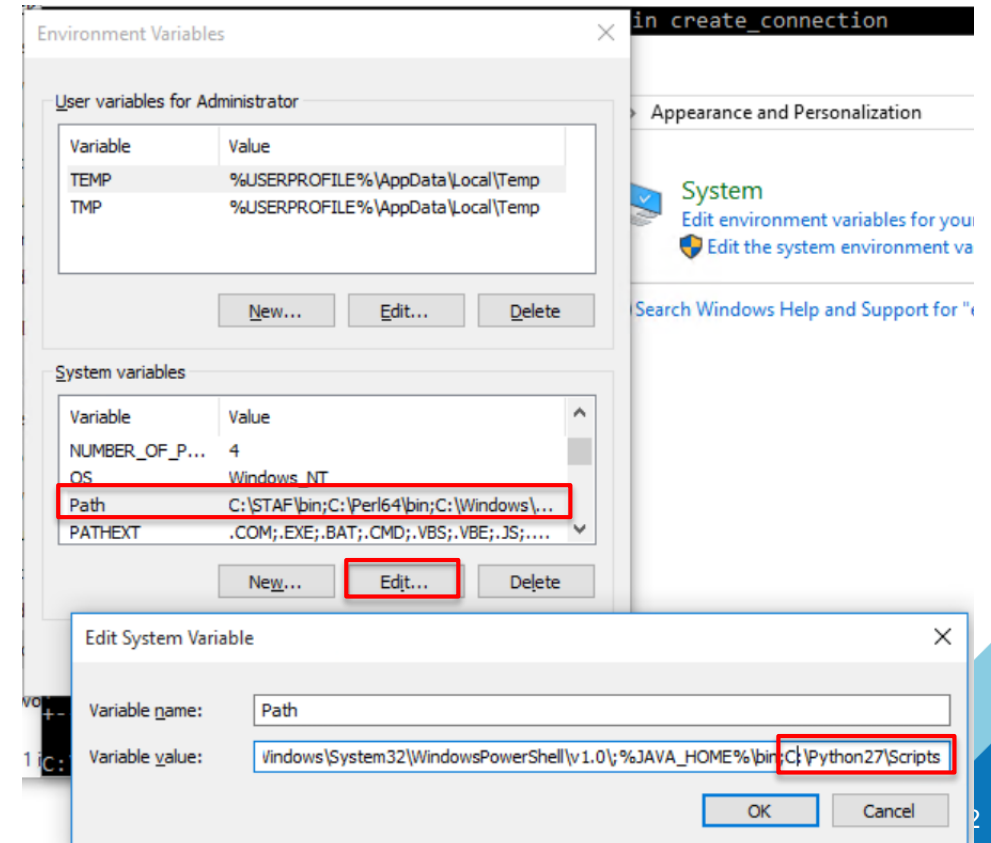 in create_connection
Environment Variables
Appearance and Personalization
User variables for Administrator
Variable Value
TEMP %USERPROFILE%\AppData\Local\Temp
TMP %USERPROFILE%\AppData\Local\Temp
System
Edit environment variables for your
Edit the system environment va
New... Edit... Delete
Search Windows Help and Support for "e
System variables
Variable Value
NUMBER_OF_P... 4
OS Windows_NT
Path C:\STAF\bin;C:\Perl64\bin;C:\Windows\...
PATHEXT .COM;.EXE;.BAT;.CMD;.VBS;.VBE;.JS;....
New... Edit... Delete
Edit System Variable
Variable name: Path
Variable value: Windows\System32\WindowsPowerShell\v1.0\;%JAVA_HOME%\bin;C:\Python27\Scripts
OK Cancel
2